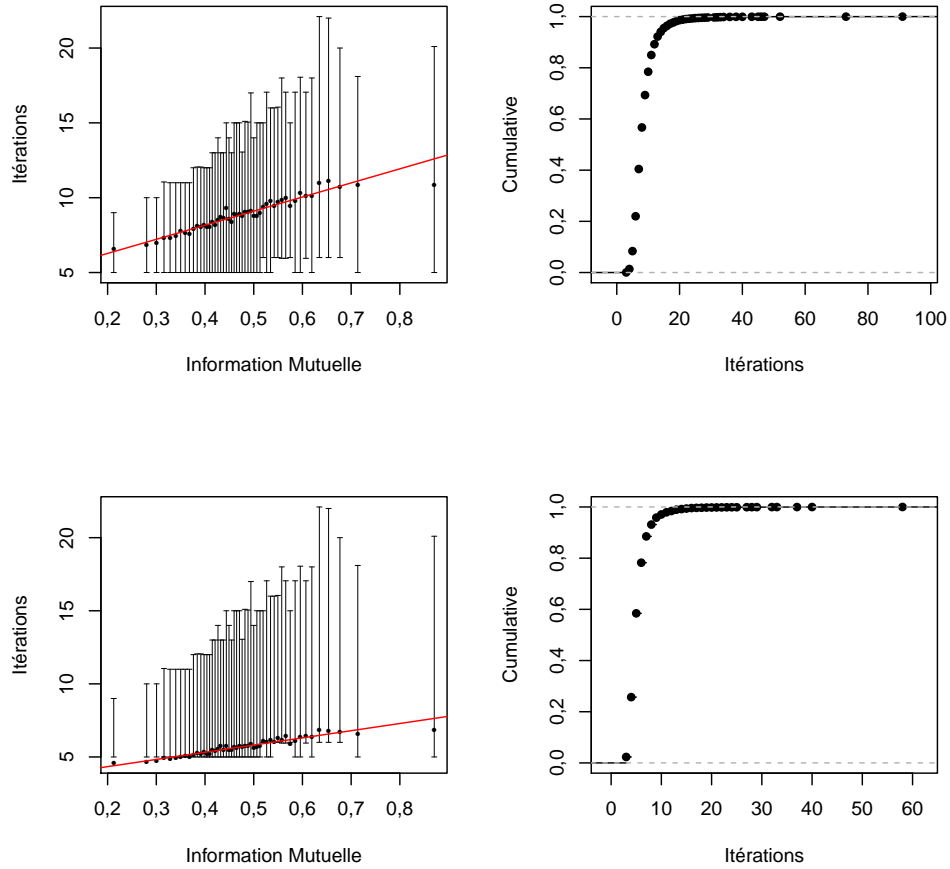 Itérations
5 10 15 20
0,2 0,3 0,4 0,5 0,6 0,7 0,8
Information Mutuelle
Cumulative
0,0 0,2 0,4 0,6 0,8 1,0
0 20 40 60 80 100
Itérations
Itérations
5 10 15 20
0,2 0,3 0,4 0,5 0,6 0,7 0,8
Information Mutuelle
Cumulative
0,0 0,2 0,4 0,6 0,8 1,0
0 10 20 30 40 50 60
Itérations